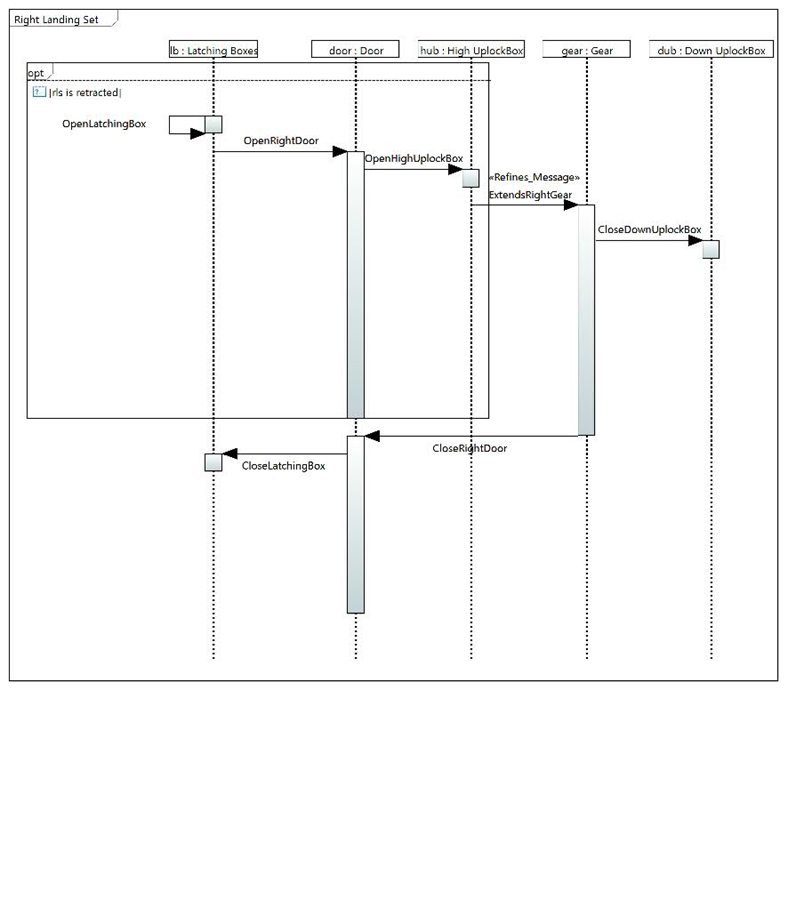 Right Landing Set
lb : Latching Boxes
door : Door
hub : High UplockBox
gear : Gear
dub : Down UplockBox
opt
|rls is retracted|
OpenLatchingBox
OpenRightDoor
OpenHighUplockBox
«Refines_Message»
ExtendsRightGear
CloseDownUplockBox
CloseRightDoor
CloseLatchingBox